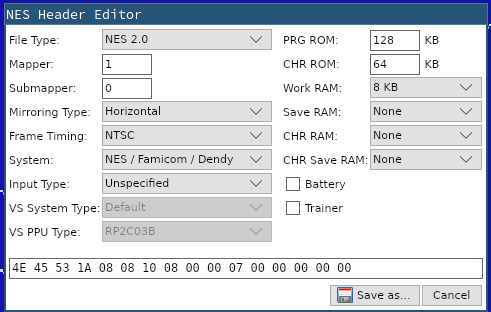 NES Header Editor
File Type: NES 2.0 PRG ROM: 128 KB
Mapper: 1 CHR ROM: 64 KB
Submapper: 0 Work RAM: 8 KB
Mirroring Type: Horizontal Save RAM: None
Frame Timing: NTSC CHR RAM: None
System: NES / Famicom / Dendy CHR Save RAM: None
Input Type: Unspecified Battery
VS System Type: Default Trainer
VS PPU Type: RP2C03B
4E 45 53 1A 08 08 10 08 00 00 07 00 00 00 00 00
Save as... Cancel